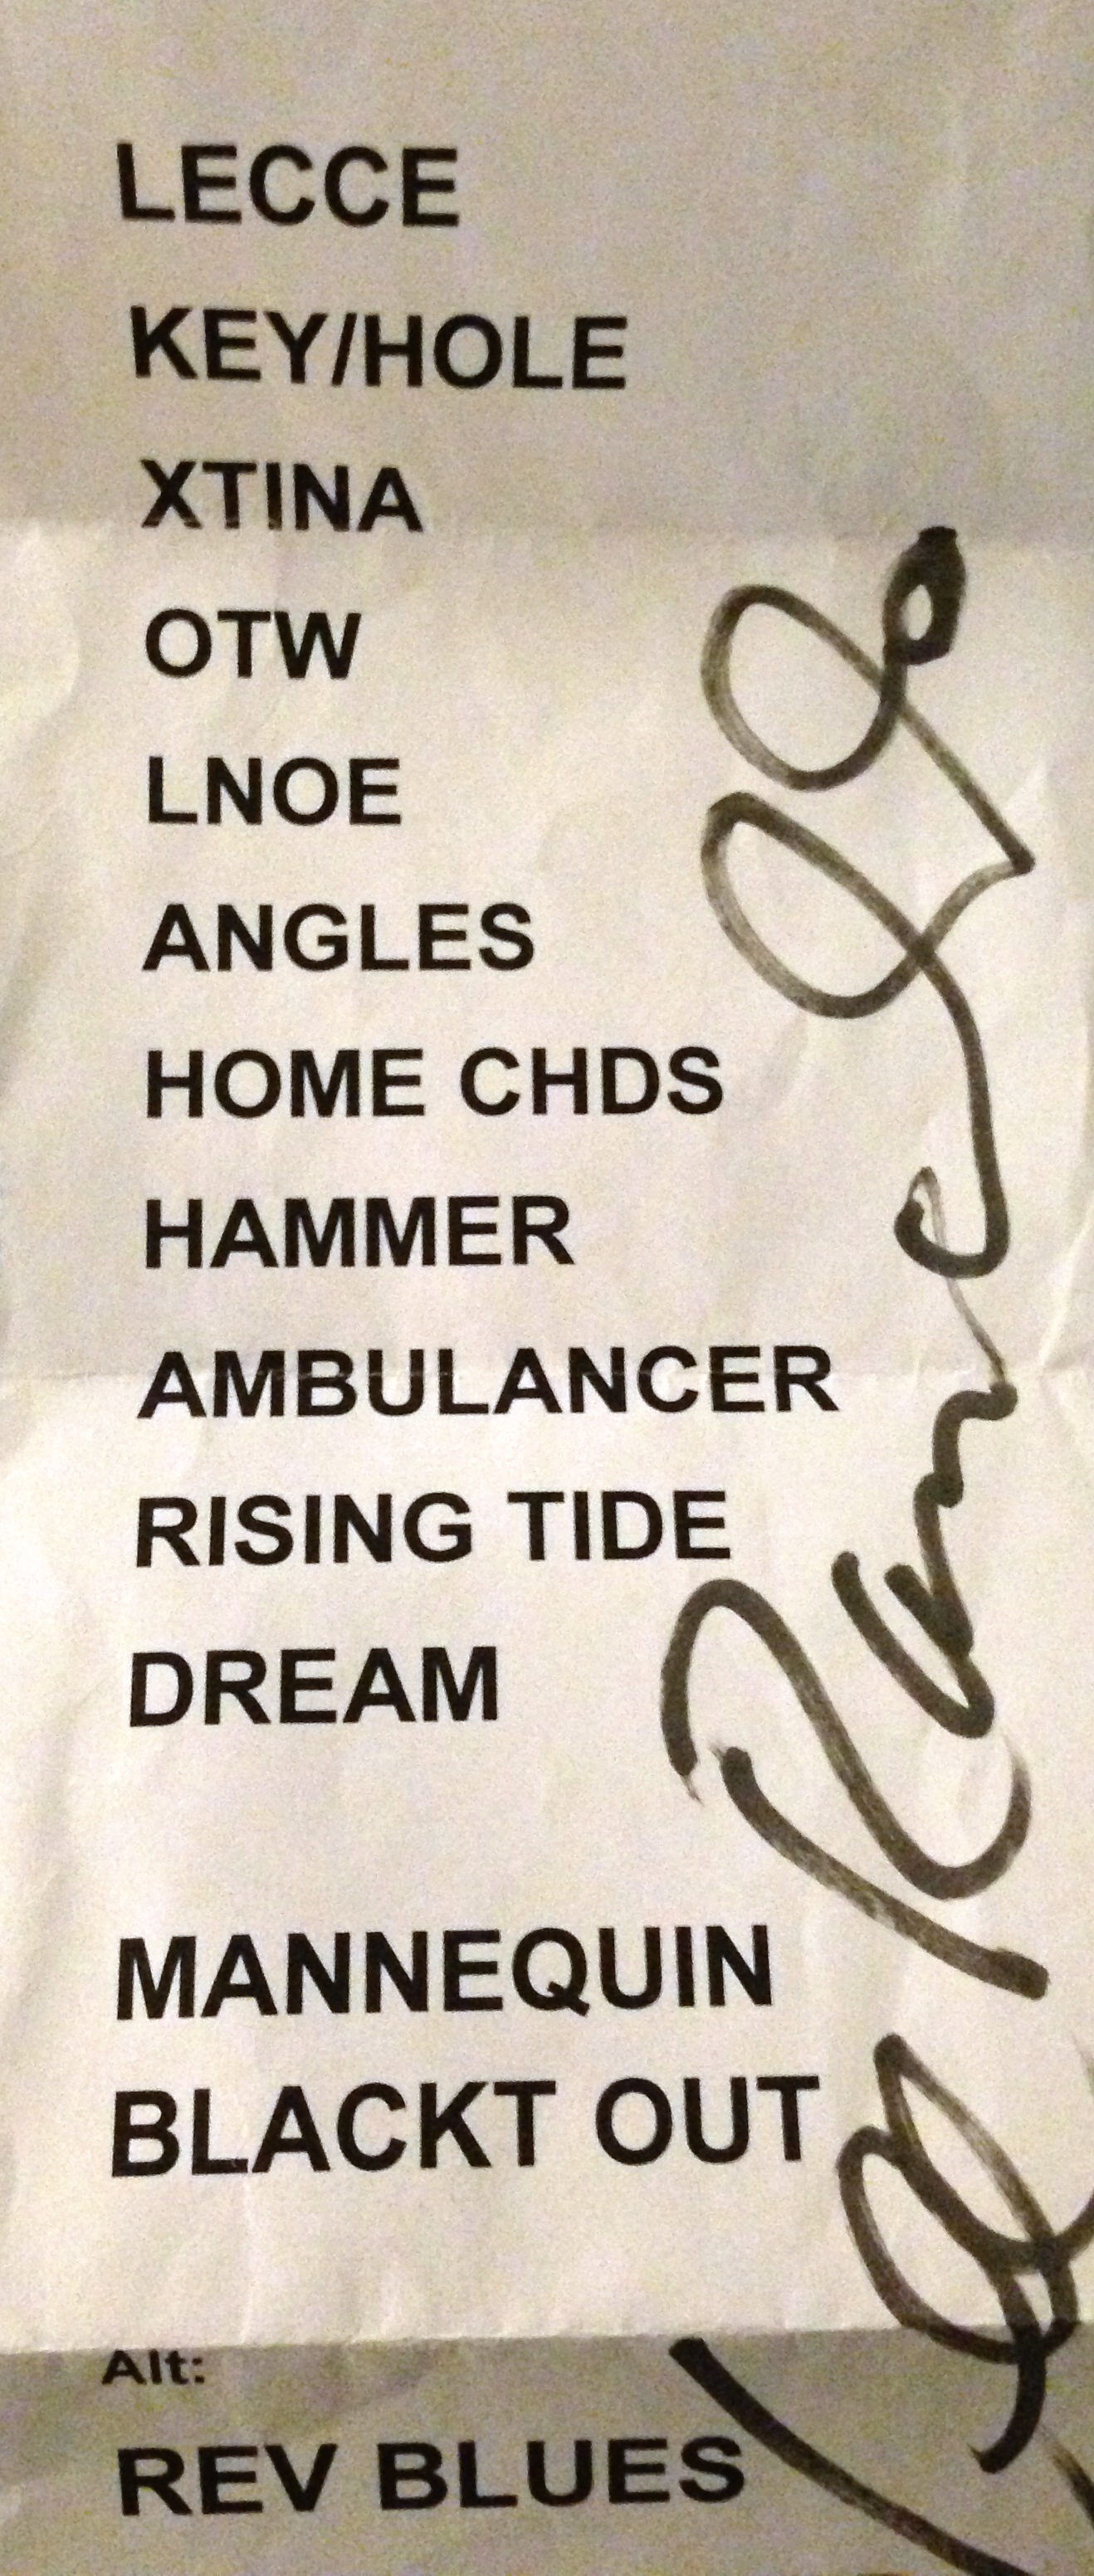 LECCE
KEY/HOLE
XTINA
OTW
LNOE
ANGLES
HOME CHDS
HAMMER
AMBULANCER
RISING TIDE
DREAM
MANNEQUIN
BLACKT OUT
Alt:
REV BLUES